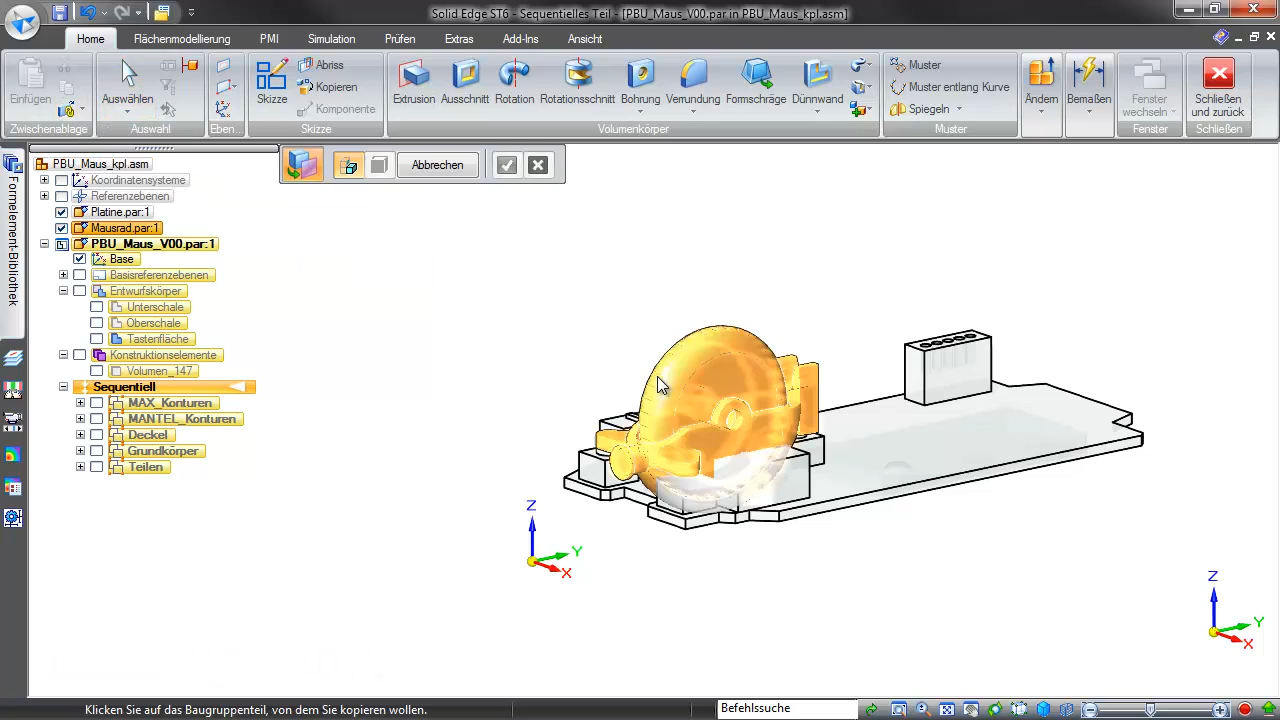 Solid Edge ST6 - Sequentielles Teil - [PBU_Maus_V00.par in PBU_Maus_kpl.asm]
Home Flächenmodellierung PMI Simulation Prüfen Extras Add-Ins Ansicht
Einfügen
Zwischenablage
Auswählen
Auswahl
Eben...
Skizze
Abriss
Kopieren
Komponente
Skizze
Extrusion Ausschnitt Rotation Rotationsschnitt Bohrung Verrundung Formschräge Dünnwand
Volumenkörper
Muster
Muster entlang Kurve
Spiegeln
Muster
Ändern
Ändern
Bemaßen
Bemaßen
Fenster wechseln
Fenster
Schließen und zurück
Schließen
Abbrechen
Formelement-Bibliothek
PBU_Maus_kpl.asm
Koordinatensysteme
Referenzebenen
Platine.par:1
Mausrad.par:1
PBU_Maus_V00.par:1
Base
Basisreferenzebenen
Entwurfskörper
Unterschale
Oberschale
Tastenfläche
Konstruktionselemente
Volumen_147
Sequentiell
MAX_Konturen
MANTEL_Konturen
Deckel
Grundkörper
Teilen
Z
Y
X
Z
Y
X
Klicken Sie auf das Baugruppenteil, von dem Sie kopieren wollen.
Befehlssuche